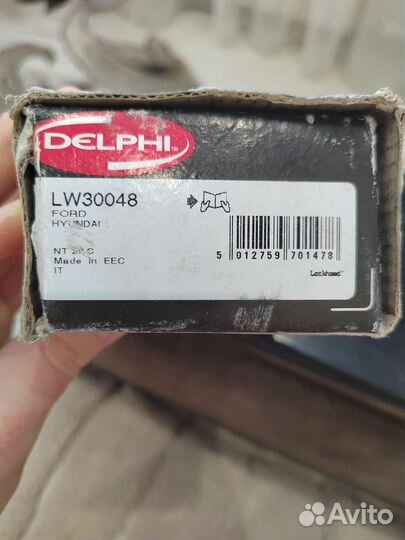 DELPHI
LW30048
FORD
HYUNDAI
Made in EEC
IT
5 012759 701478
Lockheed
Avito